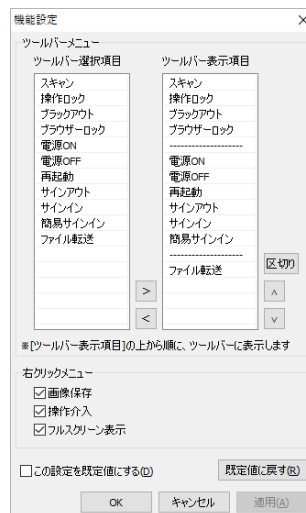 機能設定
ツールバーメニュー
ツールバー選択項目
スキャン
操作ロック
ブラックアウト
ブラウザーロック
電源ON
電源OFF
再起動
サインアウト
サインイン
簡易サインイン
ファイル転送
>
<
ツールバー表示項目
スキャン
操作ロック
ブラックアウト
ブラウザーロック
--------------------
電源ON
電源OFF
再起動
サインアウト
サインイン
簡易サインイン
--------------------
ファイル転送
区切り
※[ツールバー表示項目]の上から順に、ツールバーに表示します
右クリックメニュー
画像保存
操作介入
フルスクリーン表示
この設定を既定値にする(D)
既定値に戻す(R)
OK
キャンセル
適用(A)